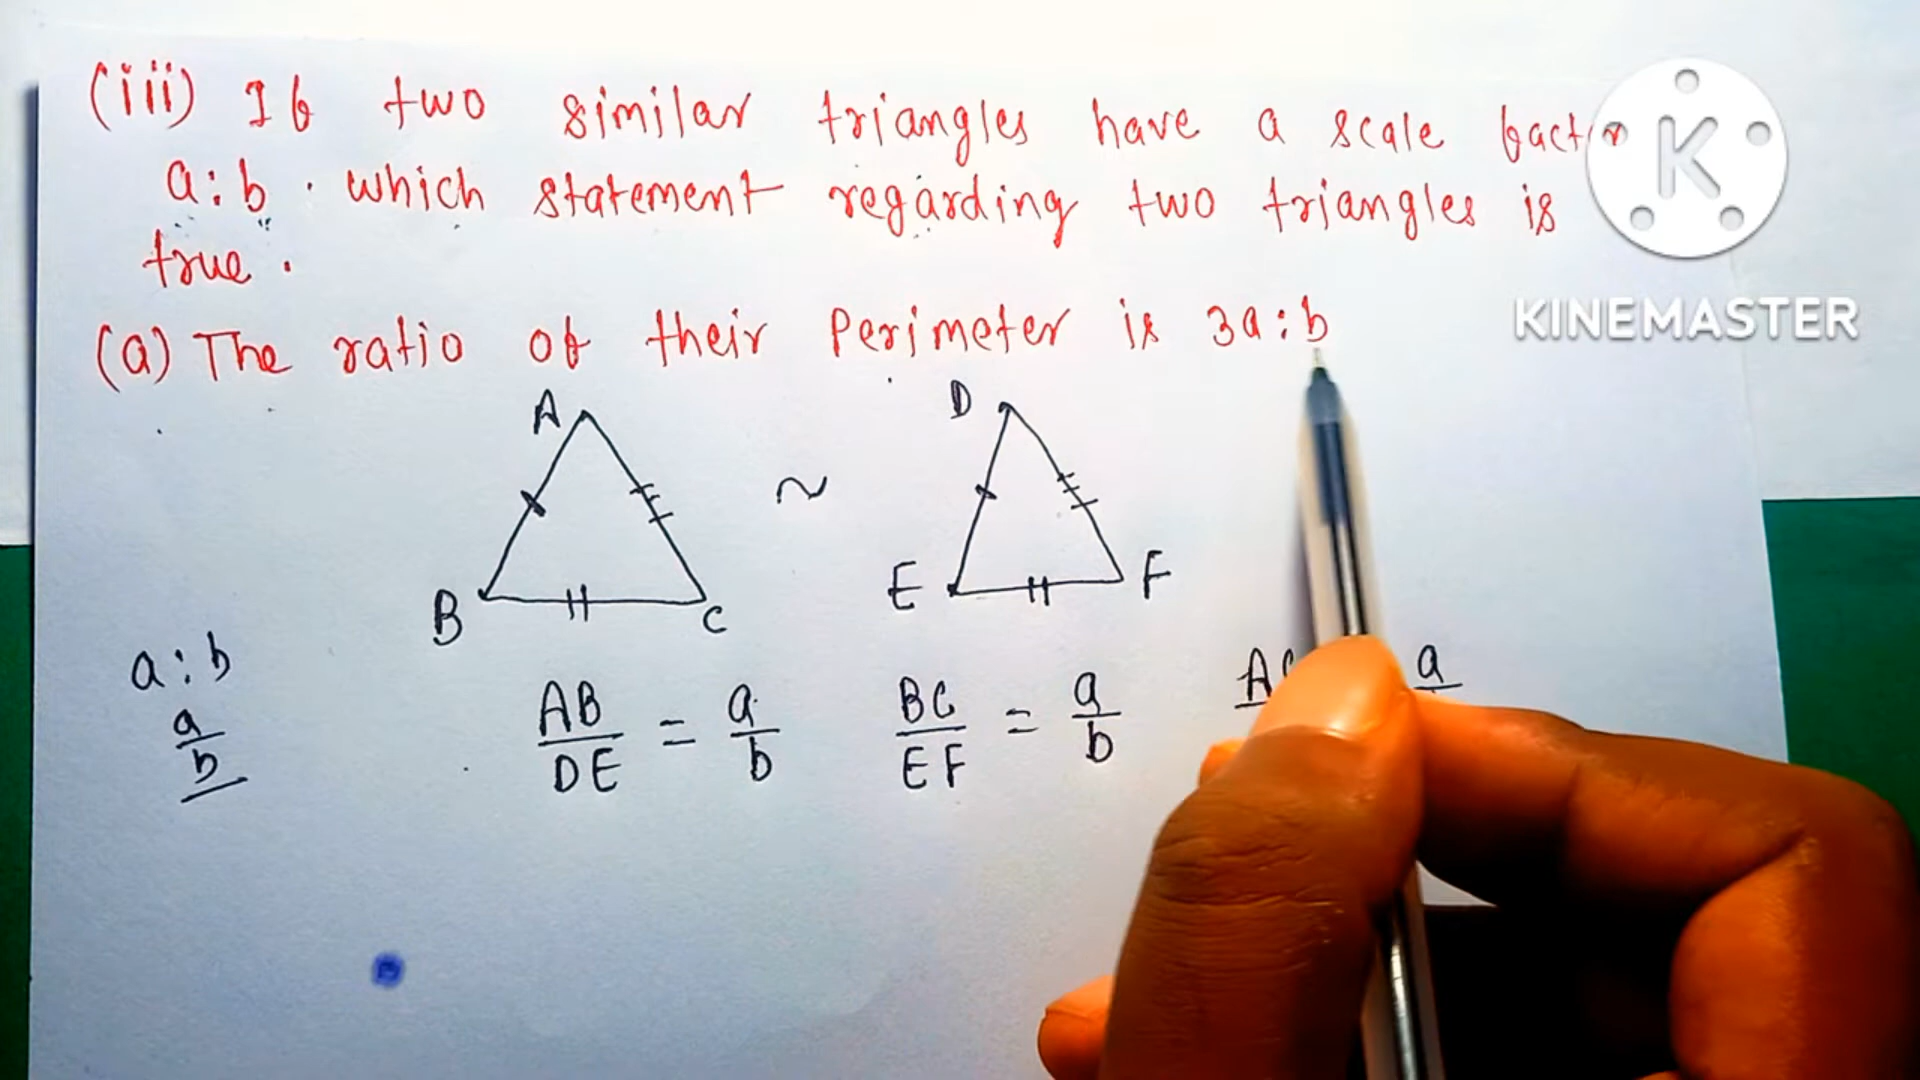 (iii) If two similar triangles have a scale factor
a:b. which statement regarding two triangles is
true.
(a) The ratio of their Perimeter is 3a:b
K
KINEMASTER
A
D
~
B
C
E
F
a:b
a/b
AB/DE = a/b
BC/EF = a/b
a